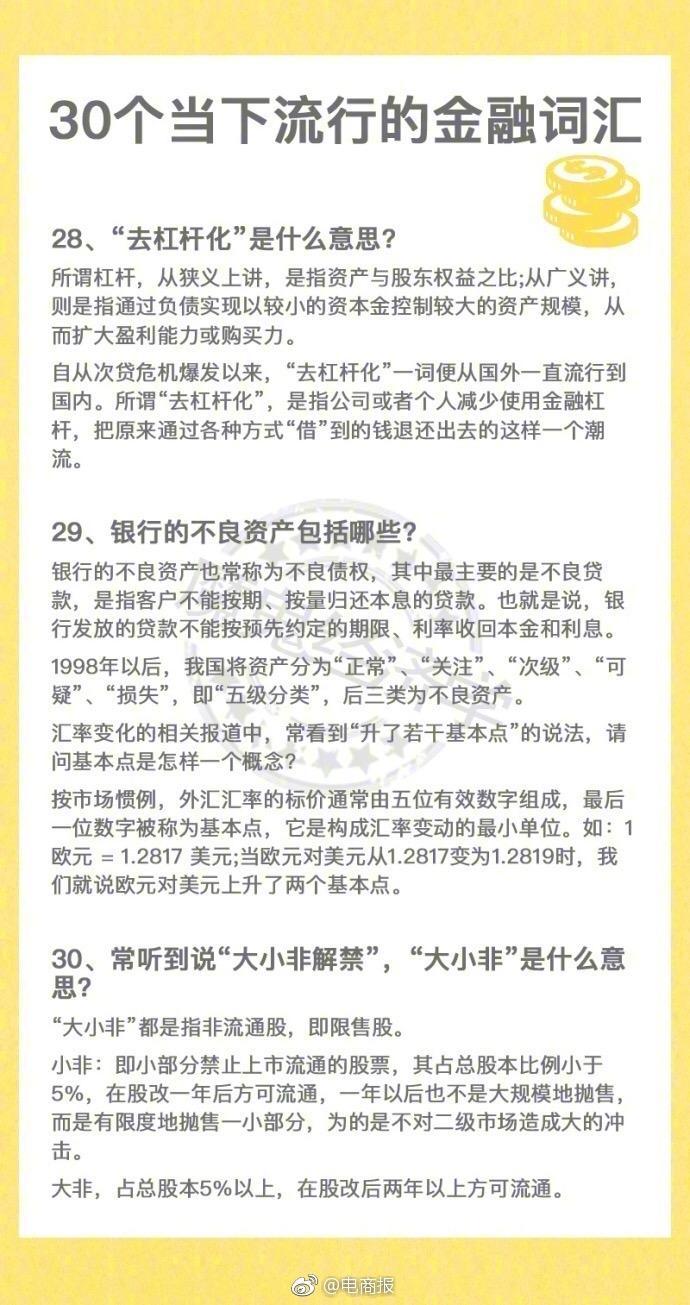 30个当下流行的金融词汇
28、“去杠杆化”是什么意思?
所谓杠杆，从狭义上讲，是指资产与股东权益之比;从广义讲，
则是指通过负债实现以较小的资本金控制较大的资产规模，从
而扩大盈利能力或购买力。
自从次贷危机爆发以来，“去杠杆化”一词便从国外一直流行到
国内。所谓“去杠杆化”，是指公司或者个人减少使用金融杠
杆，把原来通过各种方式“借”到的钱退还出去的这样一个潮
流。
29、银行的不良资产包括哪些?
银行的不良资产也常称为不良债权，其中最主要的是不良贷
款，是指客户不能按期、按量归还本息的贷款。也就是说，银
行发放的贷款不能按预先约定的期限、利率收回本金和利息。
1998年以后，我国将资产分为“正常”、“关注”、“次级”、“可
疑”、“损失”，即“五级分类”，后三类为不良资产。
汇率变化的相关报道中，常看到“升了若干基本点”的说法，请
问基本点是怎样一个概念?
按市场惯例，外汇汇率的标价通常由五位有效数字组成，最后
一位数字被称为基本点，它是构成汇率变动的最小单位。如：1
欧元 = 1.2817 美元;当欧元对美元从1.2817变为1.2819时，我
们就说欧元对美元上升了两个基本点。
30、常听到说“大小非解禁”，“大小非”是什么意
思?
“大小非”都是指非流通股，即限售股。
小非：即小部分禁止上市流通的股票，其占总股本比例小于
5%，在股改一年后方可流通，一年以后也不是大规模地抛售，
而是有限度地抛售一小部分，为的是不对二级市场造成大的冲
击。
大非，占总股本5%以上，在股改后两年以上方可流通。
@电商报